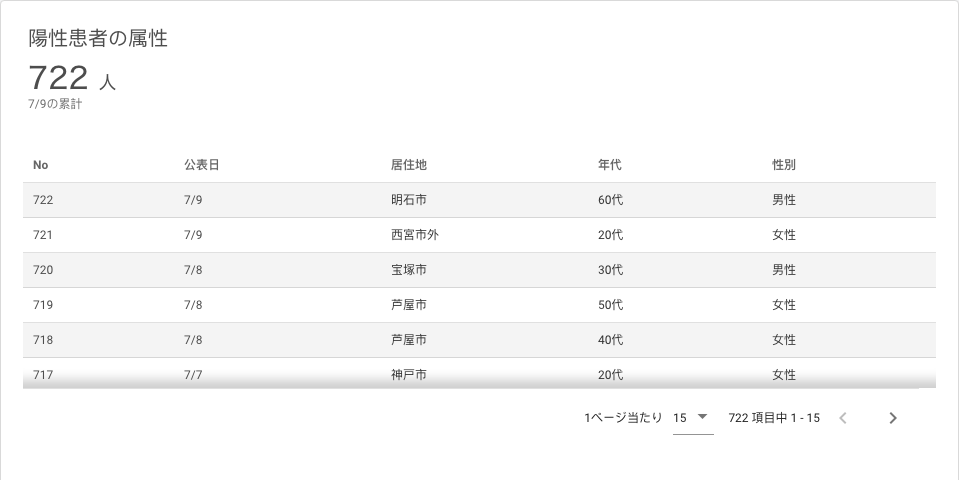 陽性患者の属性
722 人
7/9の累計
No 公表日 居住地 年代 性別
722 7/9 明石市 60代 男性
721 7/9 西宮市外 20代 女性
720 7/8 宝塚市 30代 男性
719 7/8 芦屋市 50代 女性
718 7/8 芦屋市 40代 女性
717 7/7 神戸市 20代 女性
1ページ当たり 15 722 項目中 1 - 15